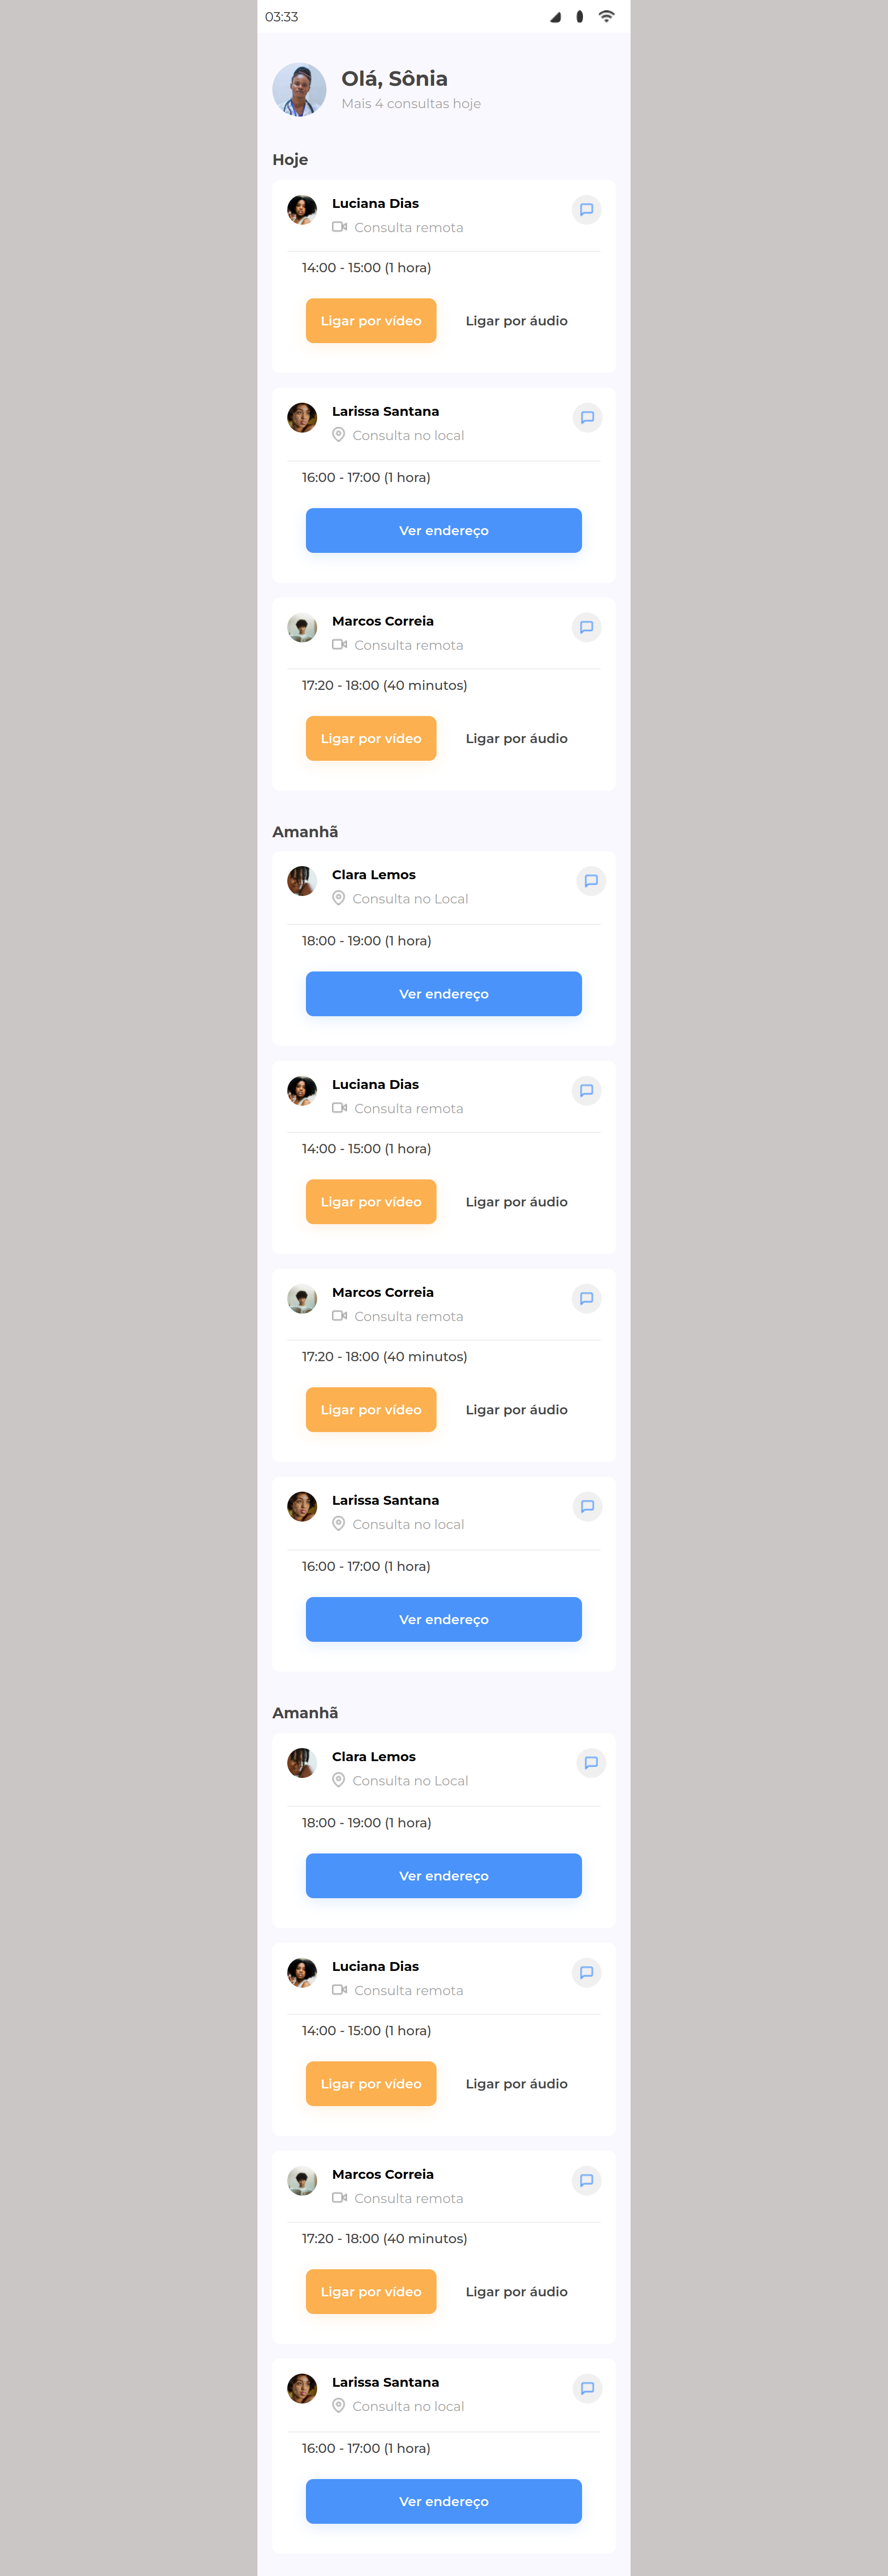 03:33
Olá, Sônia
Mais 4 consultas hoje
Hoje
Luciana Dias
Consulta remota
14:00 - 15:00 (1 hora)
Ligar por vídeo Ligar por áudio
Larissa Santana
Consulta no local
16:00 - 17:00 (1 hora)
Ver endereço
Marcos Correia
Consulta remota
17:20 - 18:00 (40 minutos)
Ligar por vídeo Ligar por áudio
Amanhã
Clara Lemos
Consulta no Local
18:00 - 19:00 (1 hora)
Ver endereço
Luciana Dias
Consulta remota
14:00 - 15:00 (1 hora)
Ligar por vídeo Ligar por áudio
Marcos Correia
Consulta remota
17:20 - 18:00 (40 minutos)
Ligar por vídeo Ligar por áudio
Larissa Santana
Consulta no local
16:00 - 17:00 (1 hora)
Ver endereço
Amanhã
Clara Lemos
Consulta no Local
18:00 - 19:00 (1 hora)
Ver endereço
Luciana Dias
Consulta remota
14:00 - 15:00 (1 hora)
Ligar por vídeo Ligar por áudio
Marcos Correia
Consulta remota
17:20 - 18:00 (40 minutos)
Ligar por vídeo Ligar por áudio
Larissa Santana
Consulta no local
16:00 - 17:00 (1 hora)
Ver endereço